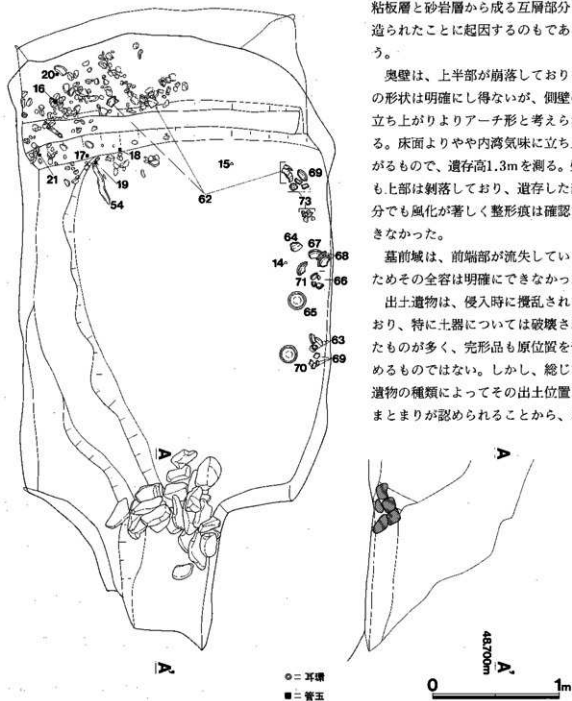 粘板層と砂岩層から成る互層部分
造られたことに起因するのもであ
う。
奥壁は、上半部が崩落しており
の形状は明確にし得ないが、側壁
立ち上がりよりアーチ形と考えら
る。床面よりやや内湾気味に立ち
がるもので、遺存高1.3mを測る。
も上部は剝落しており、遺存した
分でも風化が著しく整形痕は確認
きなかった。
墓前域は、前端部が流失してい
ためその全容は明確にできなかっ
出土遺物は、侵入時に攪乱され
おり、特に土器については破壊さ
たものが多く、完形品も原位置を
めるものではない。しかし、総じ
遺物の種類によってその出土位置
まとまりが認められることから、
20
16
21
17
18
19
54
15
62
69
73
64
67
68
14
71
66
65
63
70
69
A
A'
A
A'
48.700m
◎＝耳環
■＝管玉
0 1m